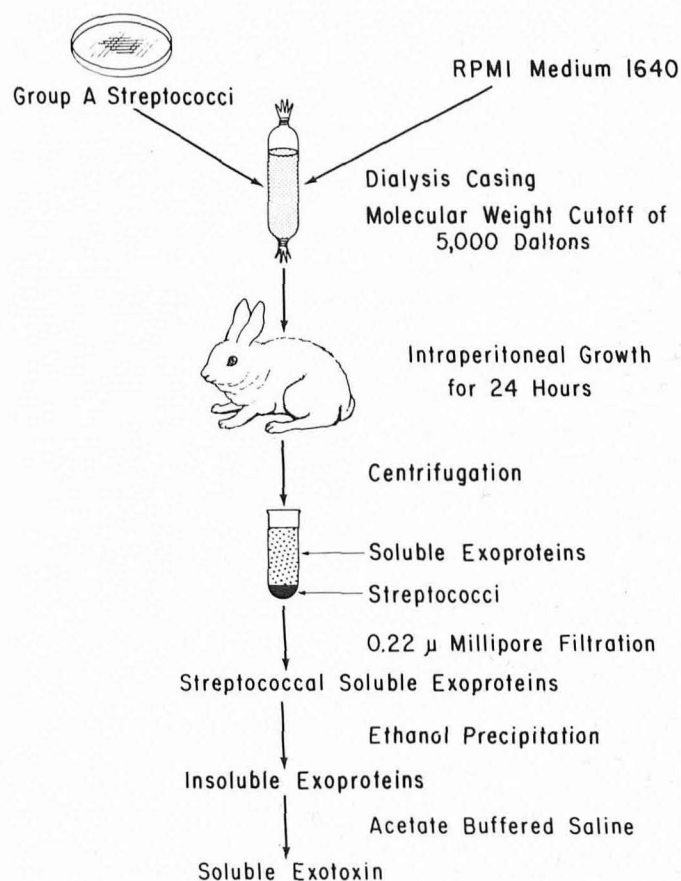 RPMI Medium 1640
Group A Streptococci
Dialysis Casing
Molecular Weight Cutoff of
5,000 Daltons
Intraperitoneal Growth
for 24 Hours
Centrifugation
Soluble Exoproteins
Streptococci
0.22 µ Millipore Filtration
Streptococcal Soluble Exoproteins
Ethanol Precipitation
Insoluble Exoproteins
Acetate Buffered Saline
Soluble Exotoxin